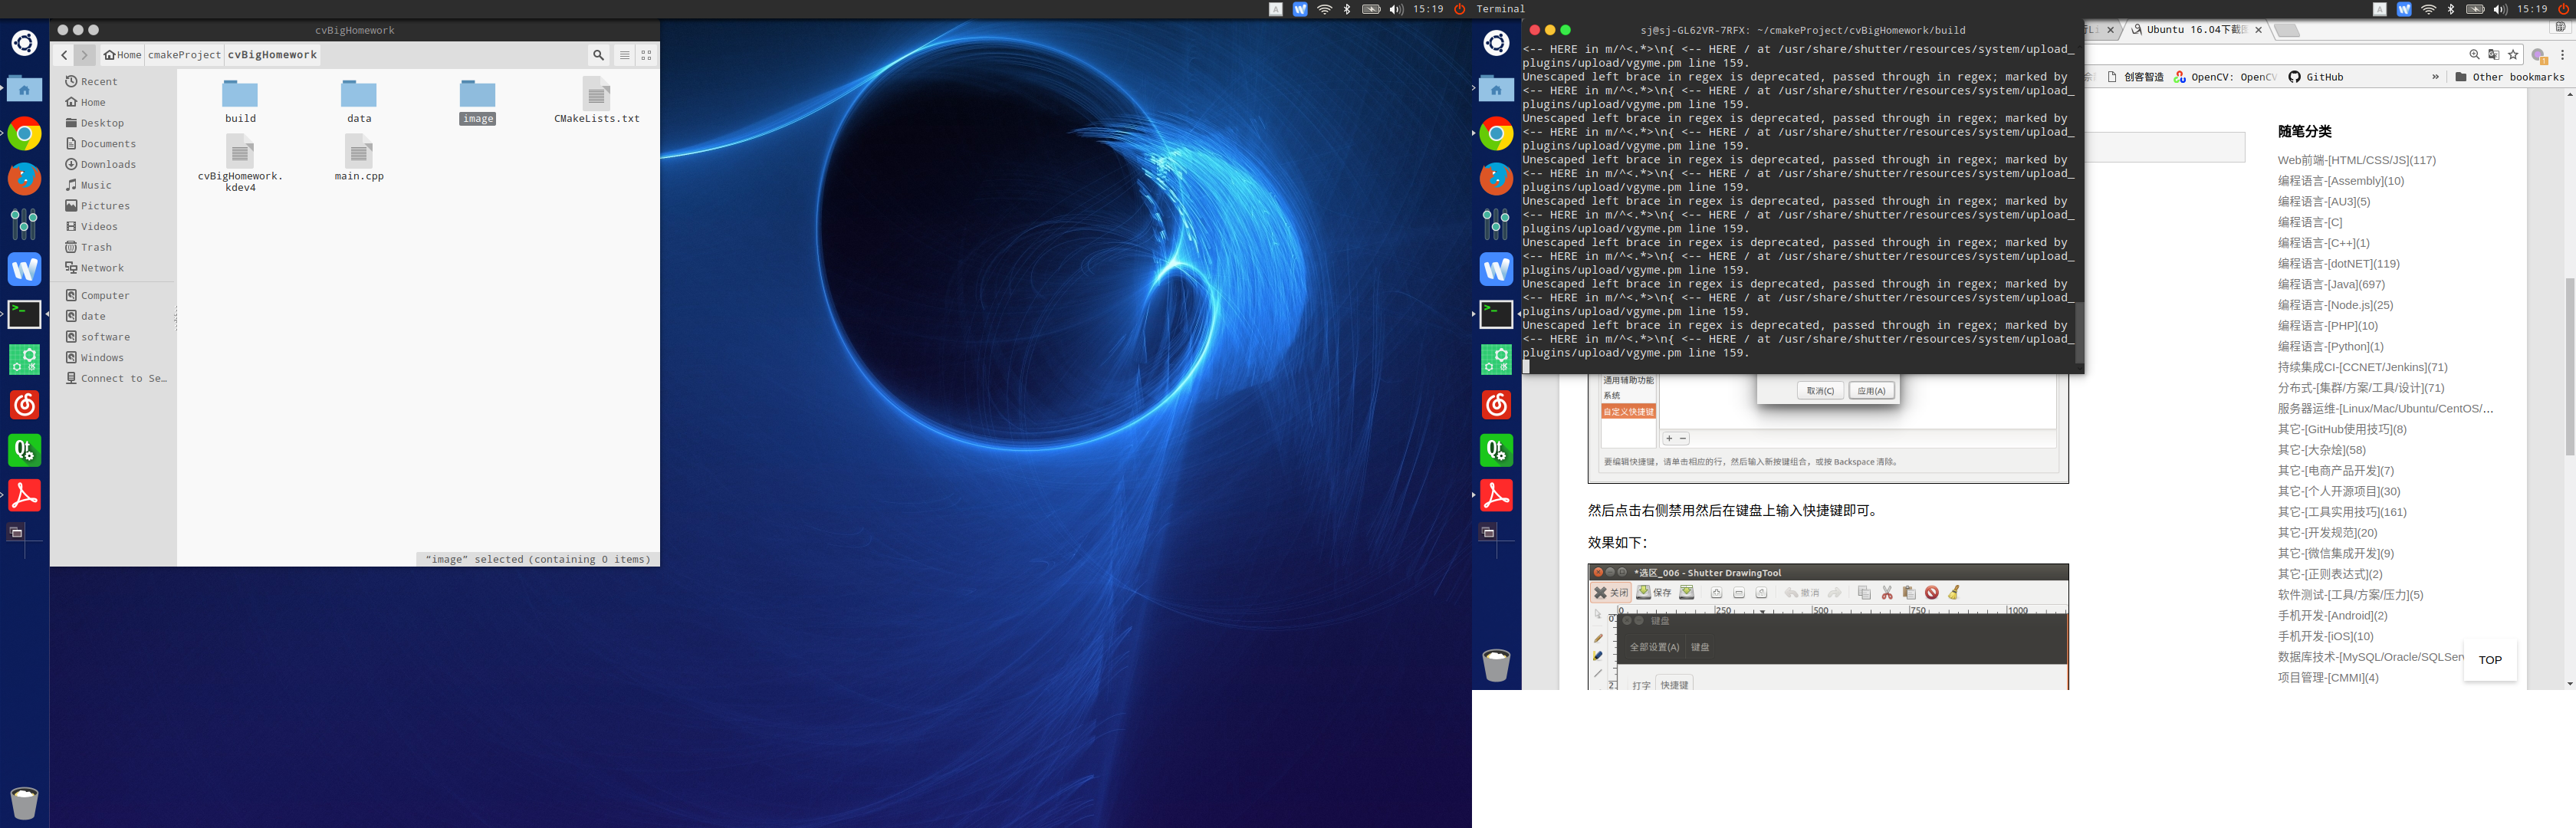 15:19
cvBigHomework
Home cmakeProject cvBigHomework
Recent
Home
Desktop
Documents
Downloads
Music
Pictures
Videos
Trash
Network
Computer
date
software
Windows
Connect to Se…
build
data
image
CMakeLists.txt
cvBigHomework.
kdev4
main.cpp
"image" selected (containing 0 items)
Terminal
15:19
sj@sj-GL62VR-7RFX: ~/cmakeProject/cvBigHomework/build
<-- HERE in m/^<.*>\n{ <-- HERE / at /usr/share/shutter/resources/system/upload_
plugins/upload/vgyme.pm line 159.
Unescaped left brace in regex is deprecated, passed through in regex; marked by
<-- HERE in m/^<.*>\n{ <-- HERE / at /usr/share/shutter/resources/system/upload_
plugins/upload/vgyme.pm line 159.
Unescaped left brace in regex is deprecated, passed through in regex; marked by
<-- HERE in m/^<.*>\n{ <-- HERE / at /usr/share/shutter/resources/system/upload_
plugins/upload/vgyme.pm line 159.
Unescaped left brace in regex is deprecated, passed through in regex; marked by
<-- HERE in m/^<.*>\n{ <-- HERE / at /usr/share/shutter/resources/system/upload_
plugins/upload/vgyme.pm line 159.
Unescaped left brace in regex is deprecated, passed through in regex; marked by
<-- HERE in m/^<.*>\n{ <-- HERE / at /usr/share/shutter/resources/system/upload_
plugins/upload/vgyme.pm line 159.
Unescaped left brace in regex is deprecated, passed through in regex; marked by
<-- HERE in m/^<.*>\n{ <-- HERE / at /usr/share/shutter/resources/system/upload_
plugins/upload/vgyme.pm line 159.
Unescaped left brace in regex is deprecated, passed through in regex; marked by
<-- HERE in m/^<.*>\n{ <-- HERE / at /usr/share/shutter/resources/system/upload_
plugins/upload/vgyme.pm line 159.
Unescaped left brace in regex is deprecated, passed through in regex; marked by
<-- HERE in m/^<.*>\n{ <-- HERE / at /usr/share/shutter/resources/system/upload_
plugins/upload/vgyme.pm line 159.
Ubuntu 16.04下截图
创客智造 OpenCV: OpenCV GitHub » Other bookmarks
通用辅助功能
系统
自定义快捷键
取消(C) 应用(A)
+ −
要编辑快捷键，请单击相应的行，然后输入新按键组合，或按 Backspace 清除。
然后点击右侧禁用然后在键盘上输入快捷键即可。
效果如下：
*选区_006 - Shutter DrawingTool
关闭 保存 撤消
0 250 500 750 1000
键盘
全部设置(A) 键盘
打字 快捷键
随笔分类
Web前端-[HTML/CSS/JS](117)
编程语言-[Assembly](10)
编程语言-[AU3](5)
编程语言-[C]
编程语言-[C++](1)
编程语言-[dotNET](119)
编程语言-[Java](697)
编程语言-[Node.js](25)
编程语言-[PHP](10)
编程语言-[Python](1)
持续集成CI-[CCNET/Jenkins](71)
分布式-[集群/方案/工具/设计](71)
服务器运维-[Linux/Mac/Ubuntu/CentOS/...
其它-[GitHub使用技巧](8)
其它-[大杂烩](58)
其它-[电商产品开发](7)
其它-[个人开源项目](30)
其它-[工具实用技巧](161)
其它-[开发规范](20)
其它-[微信集成开发](9)
其它-[正则表达式](2)
软件测试-[工具/方案/压力](5)
手机开发-[Android](2)
手机开发-[iOS](10)
数据库技术-[MySQL/Oracle/SQLServ
项目管理-[CMMI](4)
TOP